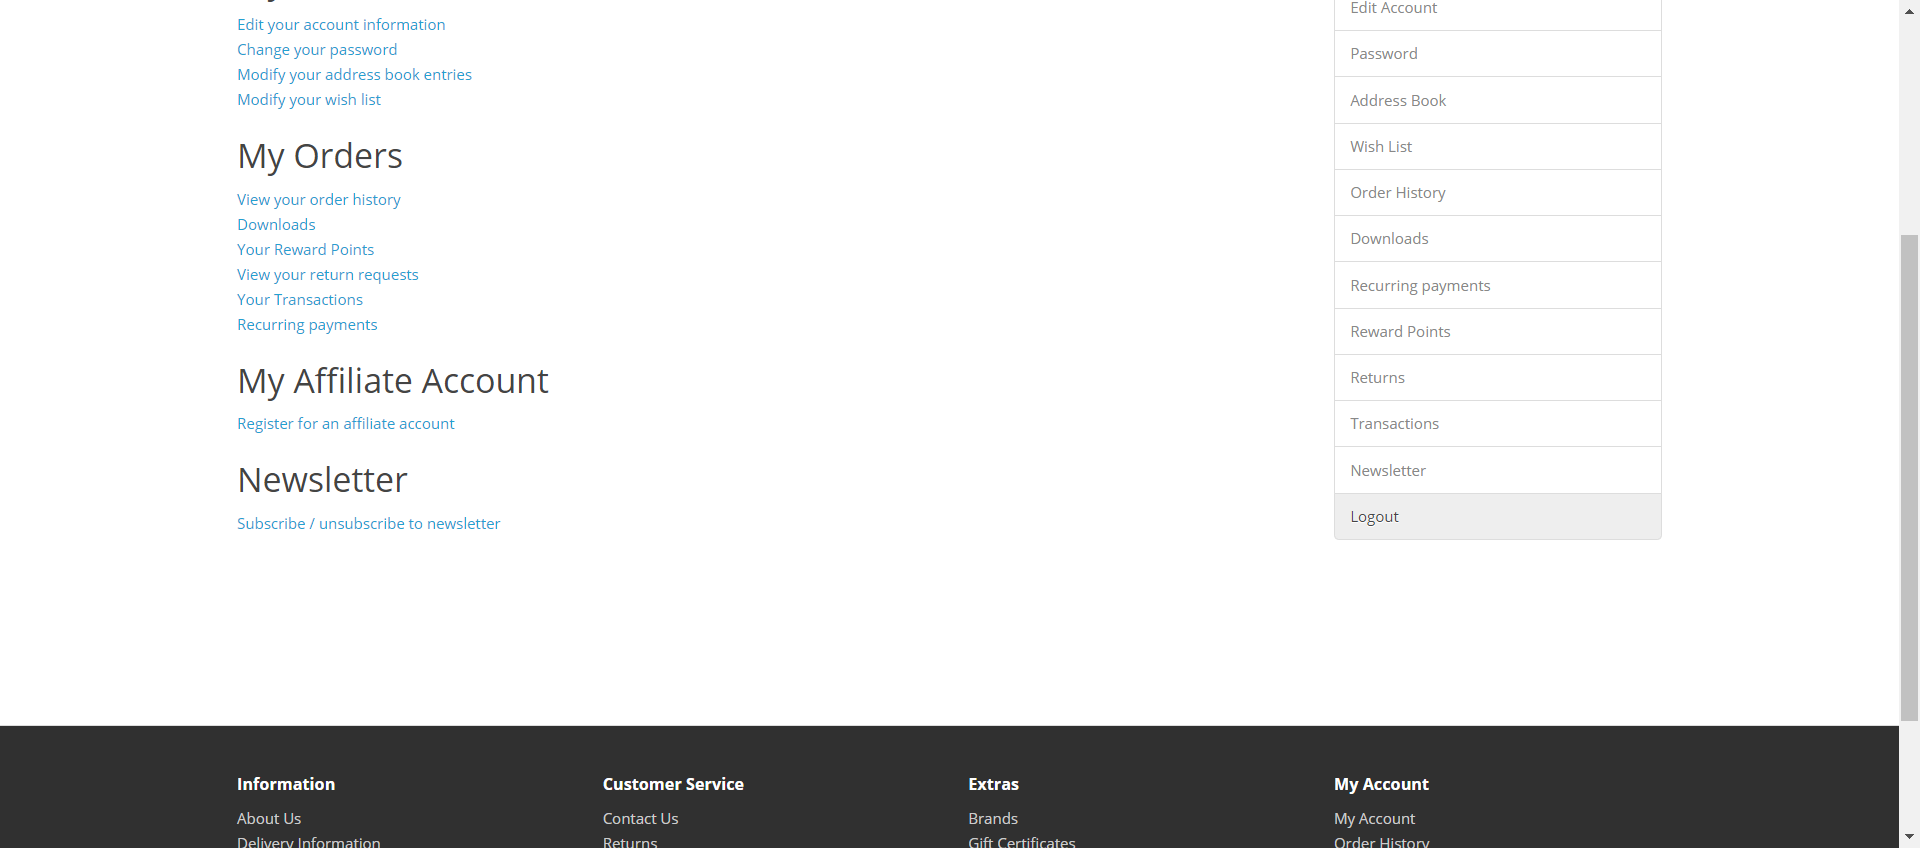 Edit your account information
Change your password
Modify your address book entries
Modify your wish list
My Orders
View your order history
Downloads
Your Reward Points
View your return requests
Your Transactions
Recurring payments
My Affiliate Account
Register for an affiliate account
Newsletter
Subscribe / unsubscribe to newsletter
Edit Account
Password
Address Book
Wish List
Order History
Downloads
Recurring payments
Reward Points
Returns
Transactions
Newsletter
Logout
Information
About Us
Delivery Information
Customer Service
Contact Us
Returns
Extras
Brands
Gift Certificates
My Account
My Account
Order History